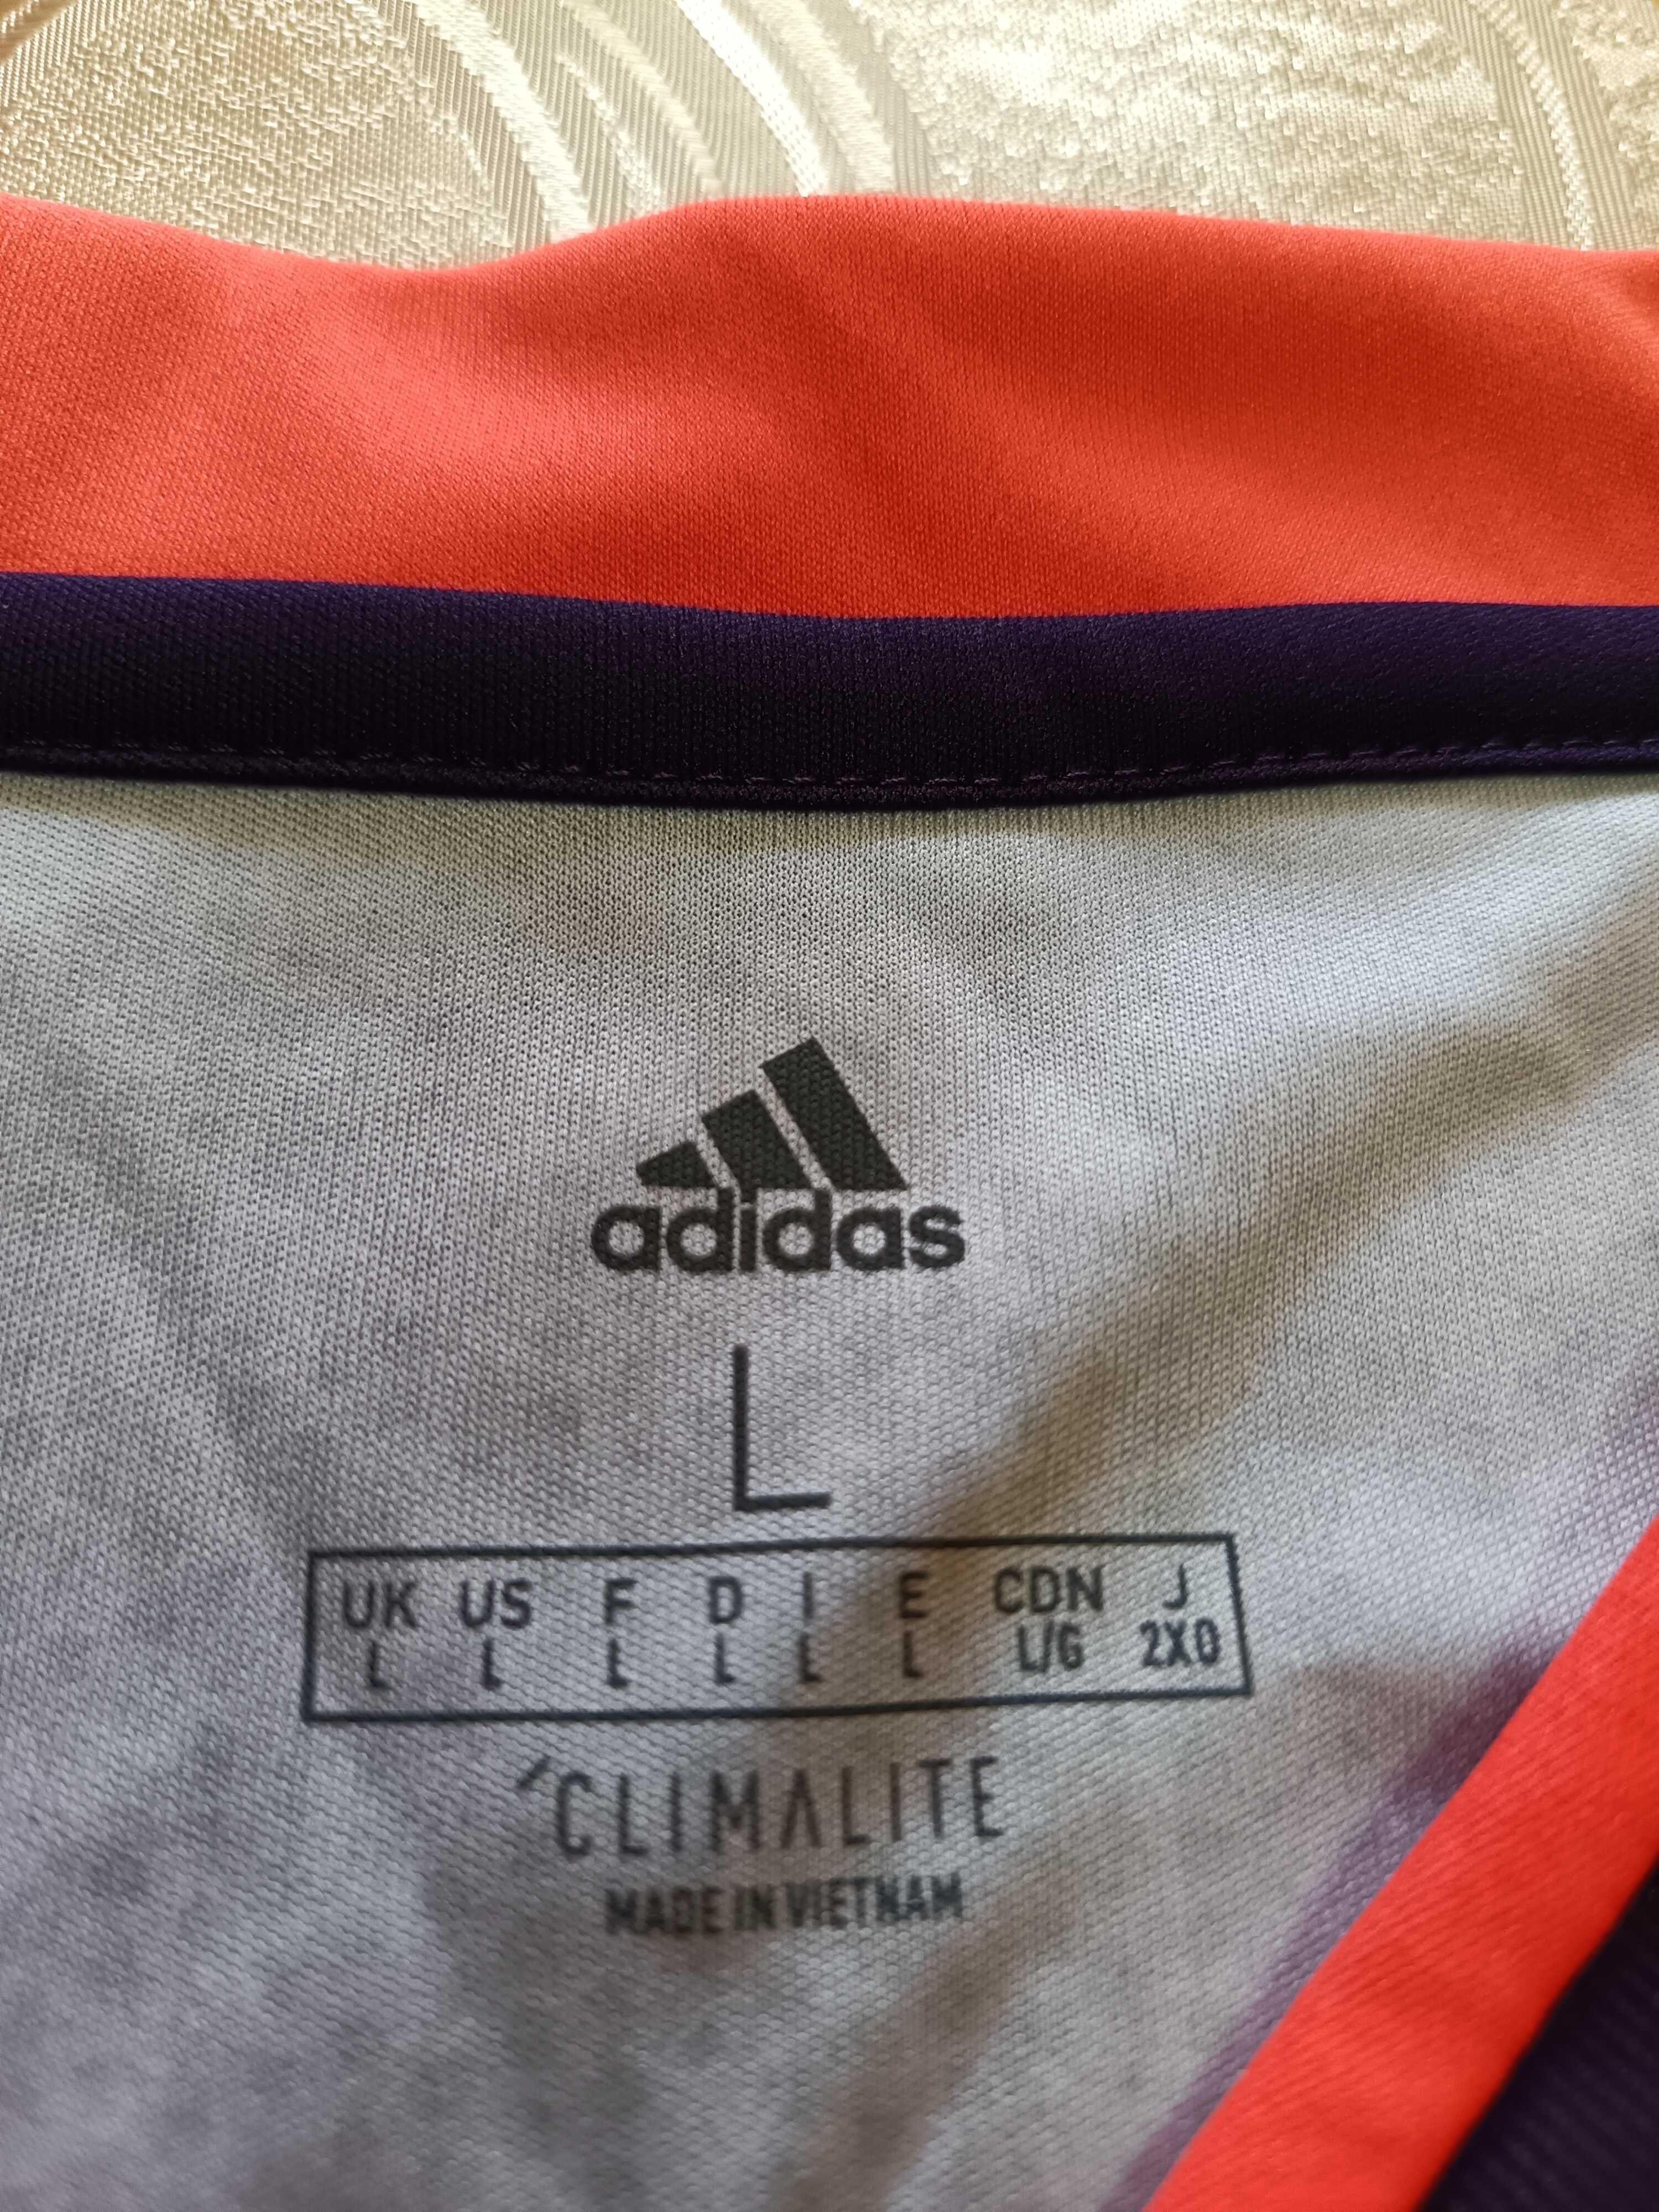 adidas
L
UK US F D I E CDN J
L L L L L L L/G 2XO
CLIMALITE
MADE IN VIETNAM